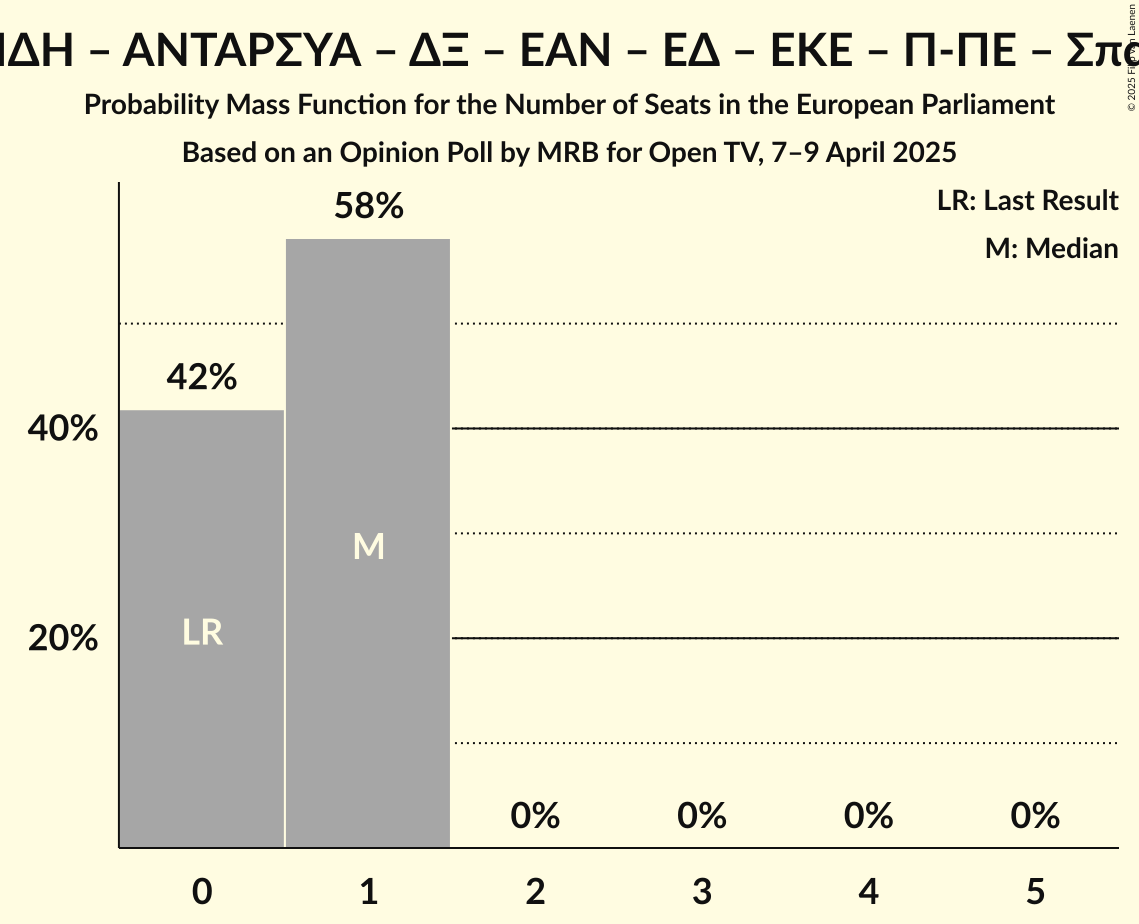 ΙΔΗ – ΑΝΤΑΡΣΥΑ – ΔΞ – ΕΑΝ – ΕΔ – ΕΚΕ – Π-ΠΕ –
Probability Mass Function for the Number of Seats in the European Parliament
Based on an Opinion Poll by MRB for Open TV, 7–9 April 2025
LR: Last Result
M: Median
58%
42%
40%
20%
LR
M
0% 0% 0% 0%
0 1 2 3 4 5
© 2025 Laenen